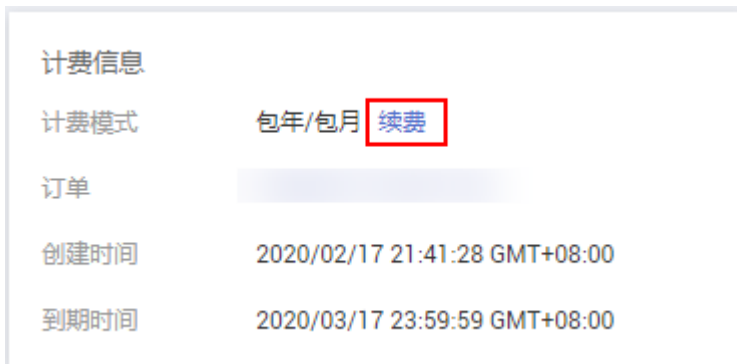 计费信息
计费模式 包年/包月 续费
订单
创建时间 2020/02/17 21:41:28 GMT+08:00
到期时间 2020/03/17 23:59:59 GMT+08:00